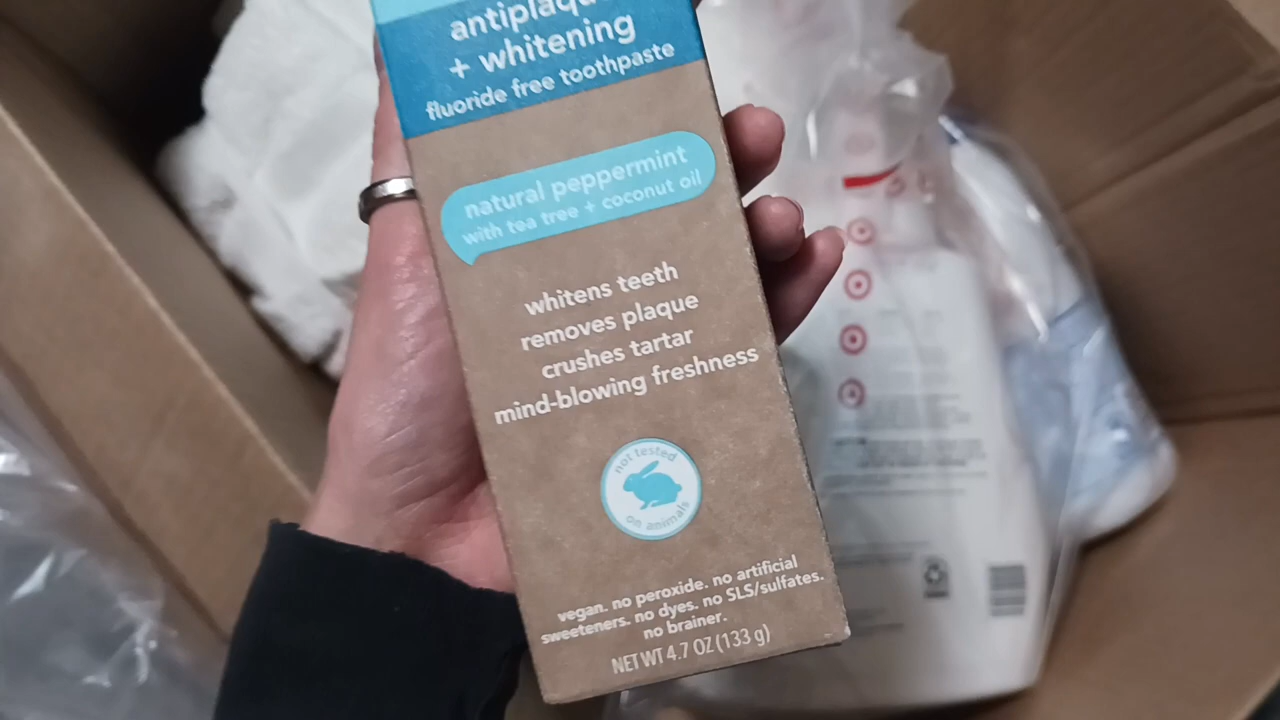 antiplaqu
+ whitening
fluoride free toothpaste
natural peppermint
with tea tree + coconut oil
whitens teeth
removes plaque
crushes tartar
mind-blowing freshness
not tested
on animals
vegan. no peroxide. no artificial
sweeteners. no dyes. no SLS/sulfates.
no brainer.
NET WT 4.7 OZ (133 g)